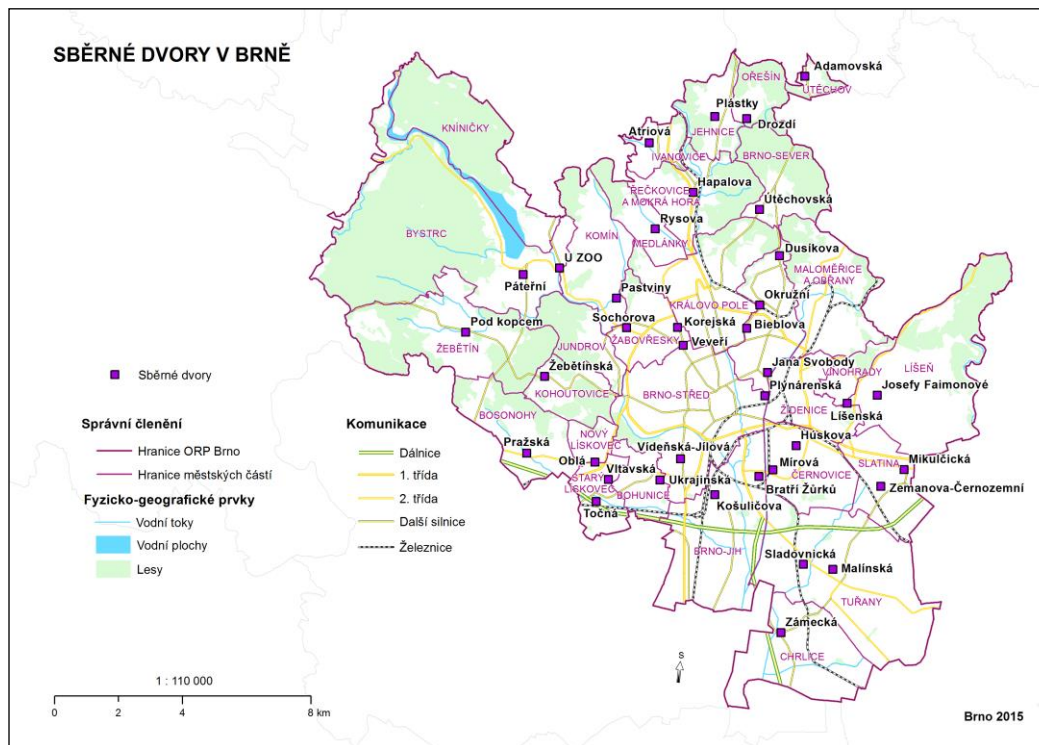 SBĚRNÉ DVORY V BRNĚ
Adamovská
OŘEŠÍN
ÚTĚCHOV
Plástky
Drozdí
JEHNICE
Atriová
IVANOVICE
BRNO-SEVER
KNÍNIČKY
Hapalova
ŘEČKOVICE
A MOKRÁ HORA
Útěchovská
Rysova
MEDLÁNKY
KOMÍN
BYSTRC
Dusíkova
U ZOO
MALOMĚŘICE
A OBŘANY
Páteřní
Pastviny
KRÁLOVO POLE
Okružní
Pod kopcem
Sochorova
Korejská
Bieblova
ŽEBĚTÍN
JUNDROV
ŽABOVŘESKY
Veveří
Jana Svobody
VINOHRADY
LÍŠEŇ
Žebětínská
KOHOUTOVICE
BRNO-STŘED
Plynárenská
Josefy Faimonové
BOSONOHY
ŽIDENICE
Líšeňská
NOVÝ
LÍSKOVEC
Pražská
Vídeňská-Jílová
Húskova
Oblá
Mírová
SLATINA
Mikulčická
Vltavská
Ukrajinská
ČERNOVICE
STARÝ
LÍSKOVEC
BOHUNICE
Bratří Žůrků
Zemanova-Černozemní
Točná
Košuličova
BRNO-JIH
Sladovnická
Malínská
TUŘANY
Zámecká
CHRLICE
Sběrné dvory
Správní členění
Hranice ORP Brno
Hranice městských částí
Fyzicko-geografické prvky
Vodní toky
Vodní plochy
Lesy
Komunikace
Dálnice
1. třída
2. třída
Další silnice
Železnice
S
1 : 110 000
0 2 4 8 km
Brno 2015